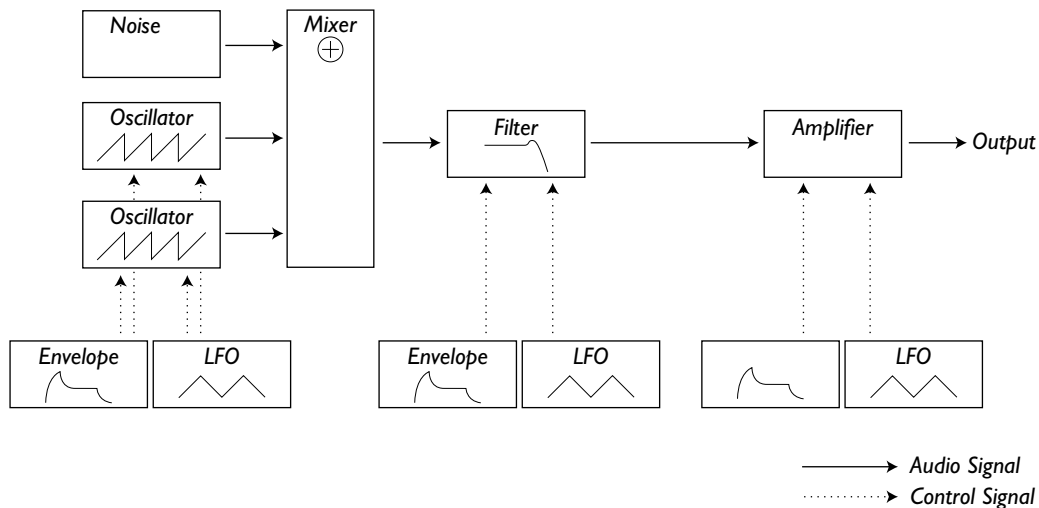 Noise
Mixer
Oscillator
Filter
Amplifier
Output
Oscillator
Envelope
LFO
Envelope
LFO
LFO
Audio Signal
Control Signal